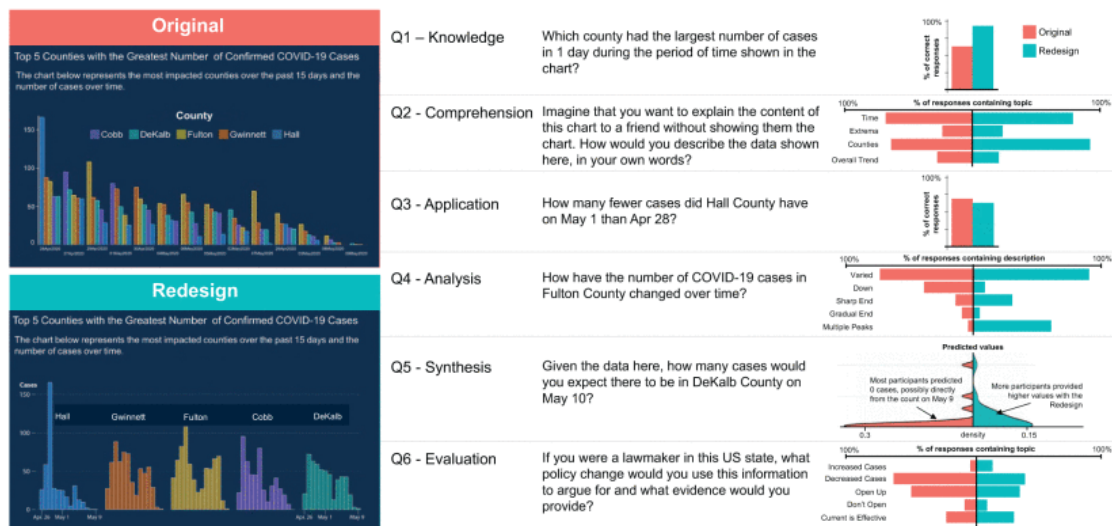 Original
Top 5 Counties with the Greatest Number of Confirmed COVID-19 Cases
The chart below represents the most impacted counties over the past 15 days and the
number of cases over time.
County
Cobb
DeKalb
Fulton
Gwinnett
Hall
150
100
50
0
Redesign
Top 5 Counties with the Greatest Number of Confirmed COVID-19 Cases
The chart below represents the most impacted counties over the past 15 days and the
number of cases over time.
Cases
150
100
50
0
Hall
Gwinnett
Fulton
Cobb
DeKalb
Apr 26 May 1 May 9
Apr 26 May 1 May 9
Q1 – Knowledge
Which county had the largest number of cases
in 1 day during the period of time shown in the
chart?
100%
% of correct
responses
Original
Redesign
Q2 - Comprehension
Imagine that you want to explain the content of
this chart to a friend without showing them the
chart. How would you describe the data shown
here, in your own words?
100% % of responses containing topic 100%
Time
Extrema
Counties
Overall Trend
Q3 - Application
How many fewer cases did Hall County have
on May 1 than Apr 28?
100%
% of correct
responses
Q4 - Analysis
How have the number of COVID-19 cases in
Fulton County changed over time?
100% % of responses containing description 100%
Varied
Down
Sharp End
Gradual End
Multiple Peaks
Q5 - Synthesis
Given the data here, how many cases would
you expect there to be in DeKalb County on
May 10?
Predicted values
Most participants predicted
0 cases, possibly directly
from the count on May 9
More participants provided
higher values with the
Redesign
0.3 density 0.15
Q6 - Evaluation
If you were a lawmaker in this US state, what
policy change would you use this information
to argue for and what evidence would you
provide?
100% % of responses containing topic 100%
Increased Cases
Decreased Cases
Open Up
Don't Open
Current is Effective